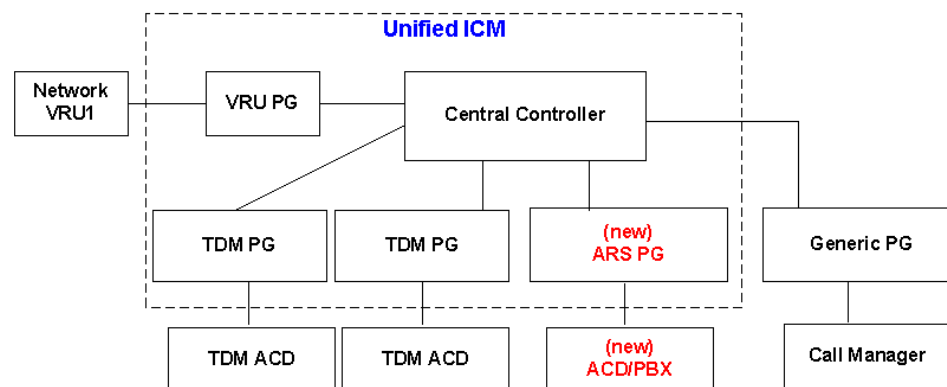 Unified ICM
Network
VRU1
VRU PG
Central Controller
TDM PG
TDM PG
(new)
ARS PG
Generic PG
TDM ACD
TDM ACD
(new)
ACD/PBX
Call Manager